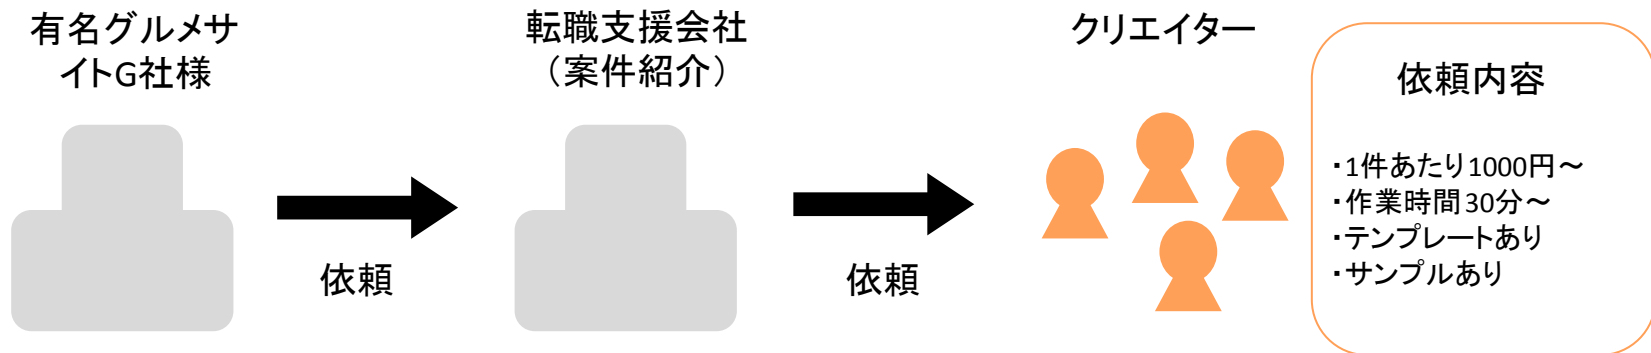 有名グルメサ
イトG社様
依頼
転職支援会社
（案件紹介）
依頼
クリエイター
依頼内容
・1件あたり1000円～
・作業時間30分～
・テンプレートあり
・サンプルあり